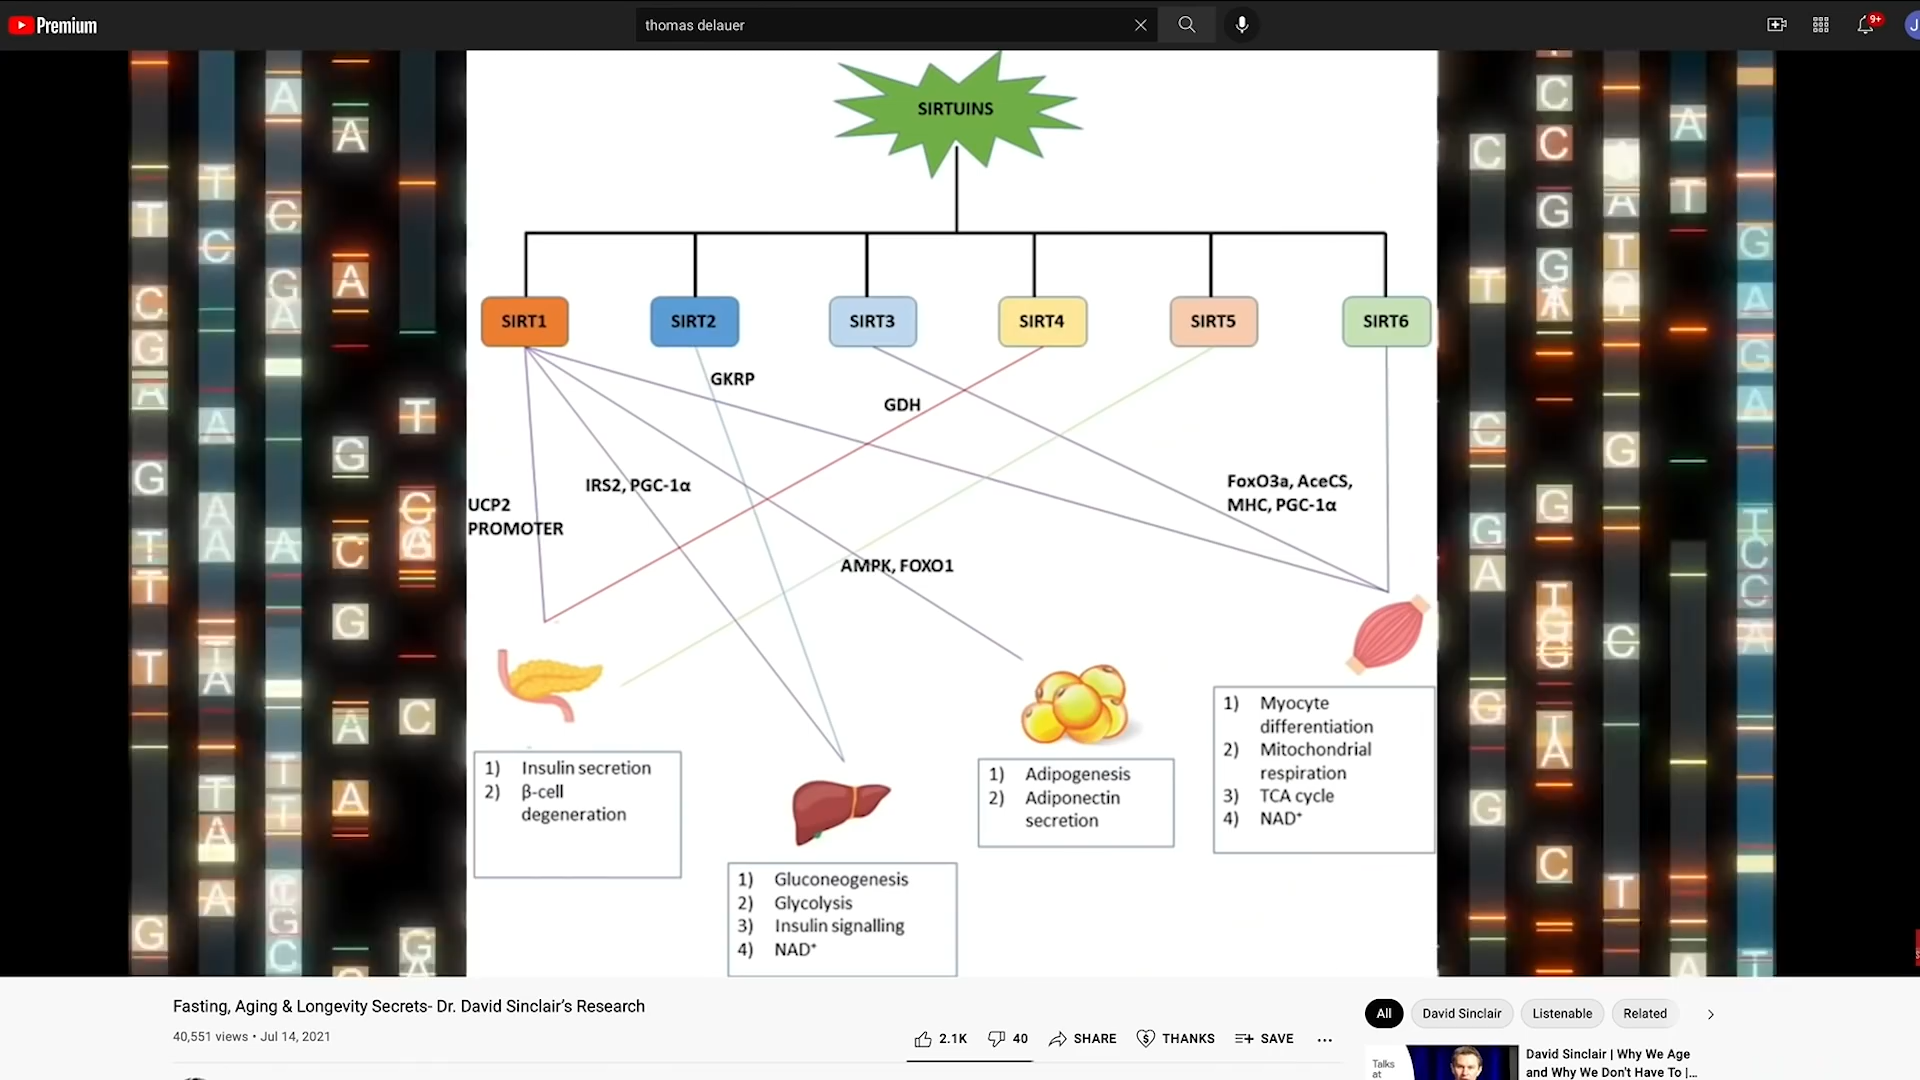 Premium
thomas delauer
9+
J
SIRTUINS
SIRT1
SIRT2
SIRT3
SIRT4
SIRT5
SIRT6
GKRP
GDH
IRS2, PGC-1α
UCP2
PROMOTER
FoxO3a, AceCS,
MHC, PGC-1α
AMPK, FOXO1
1) Insulin secretion
2) β-cell
degeneration
1) Gluconeogenesis
2) Glycolysis
3) Insulin signalling
4) NAD⁺
1) Adipogenesis
2) Adiponectin
secretion
1) Myocyte
differentiation
2) Mitochondrial
respiration
3) TCA cycle
4) NAD⁺
Fasting, Aging & Longevity Secrets- Dr. David Sinclair’s Research
40,551 views • Jul 14, 2021
2.1K
40
SHARE
THANKS
SAVE
All
David Sinclair
Listenable
Related
Talks
at
David Sinclair | Why We Age
and Why We Don't Have To |...